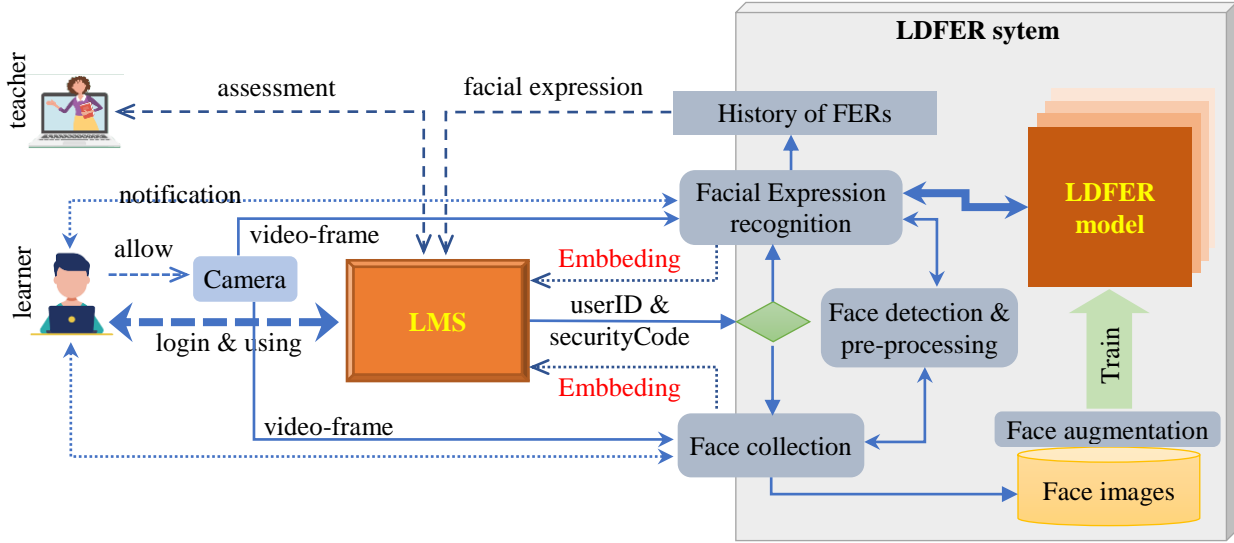 LDFER sytem
teacher
assessment
facial expression
History of FERs
notification
Facial Expression
recognition
LDFER
model
video-frame
allow
learner
Camera
Embbeding
LMS
userID &
securityCode
login & using
Face detection &
pre-processing
Train
Embbeding
video-frame
Face collection
Face augmentation
Face images